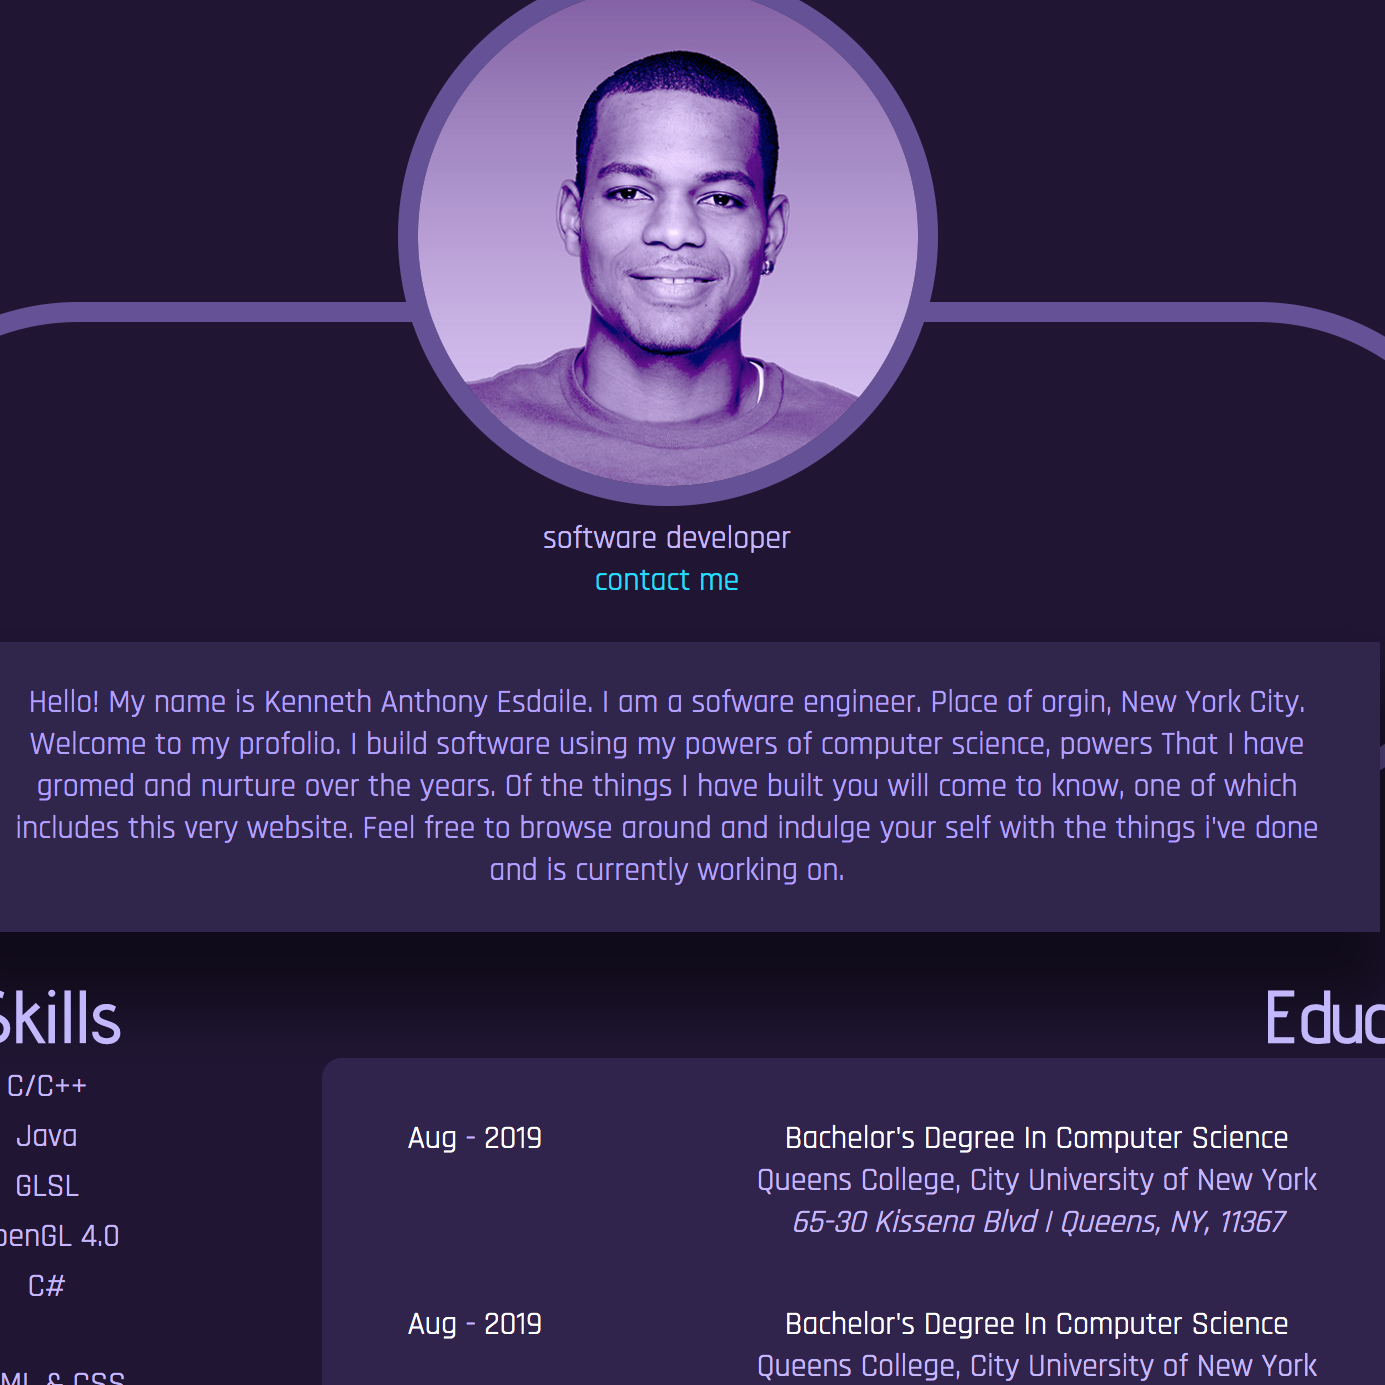 software developer
contact me
Hello! My name is Kenneth Anthony Esdaile. I am a sofware engineer. Place of orgin, New York City.
Welcome to my profolio. I build software using my powers of computer science, powers That I have
gromed and nurture over the years. Of the things I have built you will come to know, one of which
includes this very website. Feel free to browse around and indulge your self with the things i've done
and is currently working on.
Skills
Educ
C/C++
Java
GLSL
penGL 4.0
C#
ML & CSS
Aug - 2019
Bachelor's Degree In Computer Science
Queens College, City University of New York
65-30 Kissena Blvd | Queens, NY, 11367
Aug - 2019
Bachelor's Degree In Computer Science
Queens College, City University of New York